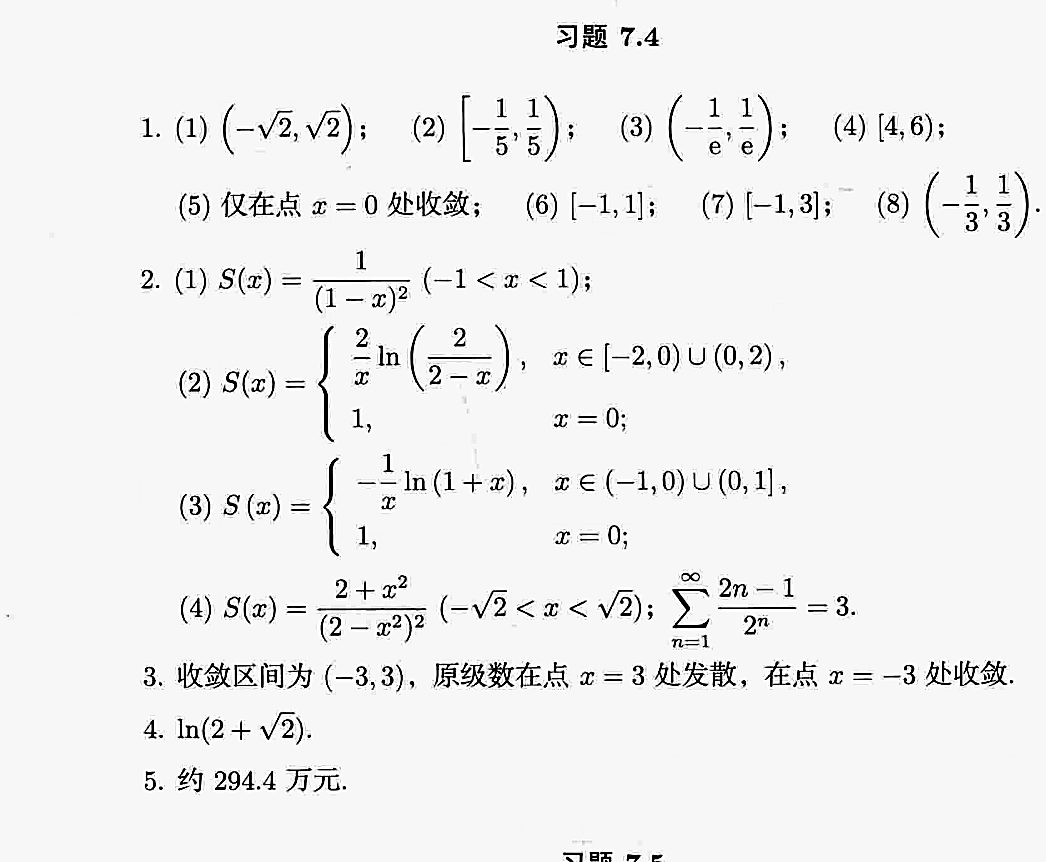 习题 7.4
1. (1) (−√2, √2); (2) [−1/5, 1/5); (3) (−1/e, 1/e); (4) [4, 6);
(5) 仅在点 x = 0 处收敛; (6) [−1, 1]; (7) [−1, 3]; (8) (−1/3, 1/3).
2. (1) S(x) = 1/(1 − x)² (−1 < x < 1);
(2) S(x) = { 2/x ln(2/(2 − x)), x ∈ [−2, 0) ∪ (0, 2),
1, x = 0;
(3) S (x) = { −1/x ln (1 + x), x ∈ (−1, 0) ∪ (0, 1],
1, x = 0;
(4) S(x) = (2 + x²)/(2 − x²)² (−√2 < x < √2); ∑_{n=1}^{∞} (2n − 1)/2ⁿ = 3.
3. 收敛区间为 (−3, 3), 原级数在点 x = 3 处发散, 在点 x = −3 处收敛.
4. ln(2 + √2).
5. 约 294.4 万元.
习题 7.5